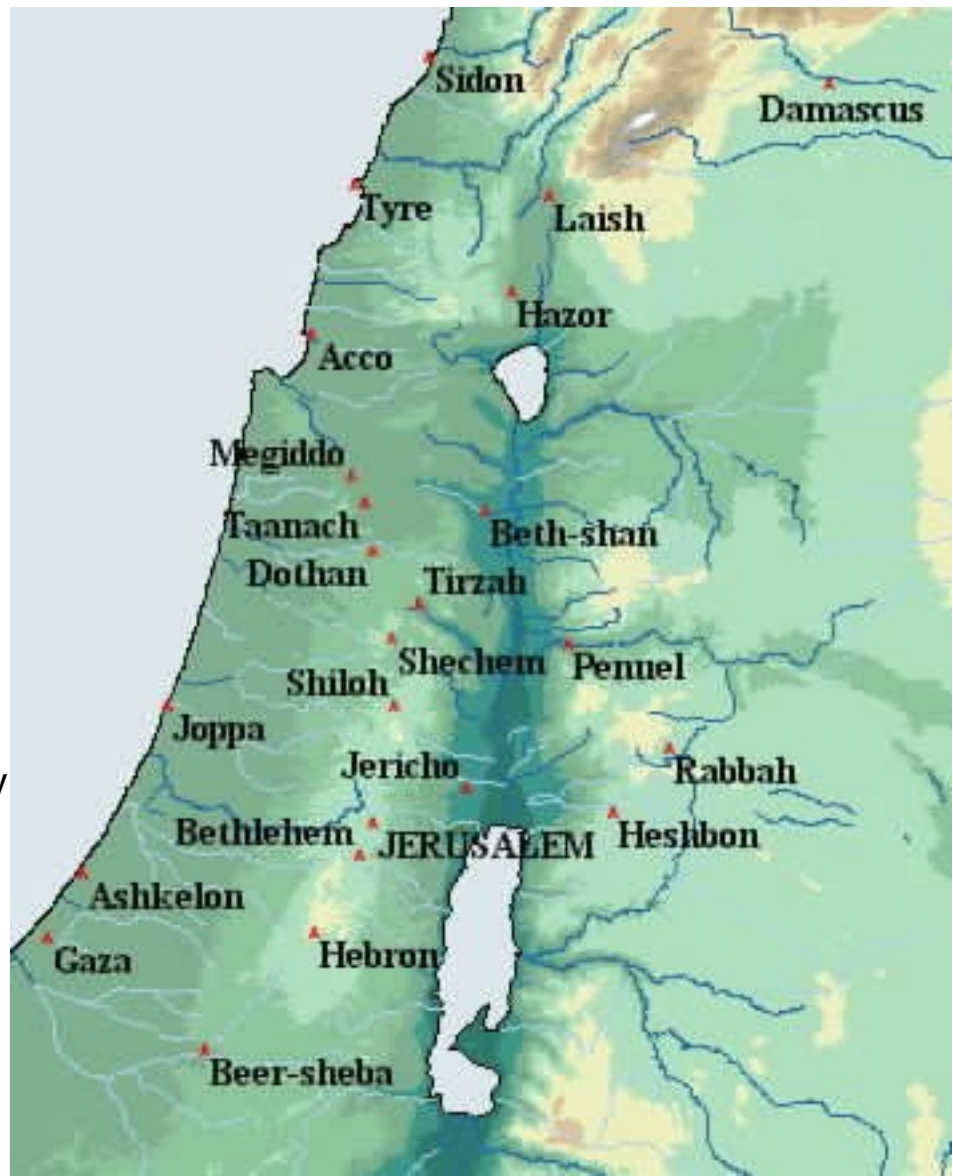 Sidon
Damascus
Tyre
Laish
Hazor
Acco
Megiddo
Taanach
Beth-shan
Dothan
Tirzah
Shechem
Penuel
Shiloh
Joppa
Jericho
Rabbah
Bethlehem
JERUSALEM
Heshbon
Ashkelon
Hebron
Gaza
Beer-sheba